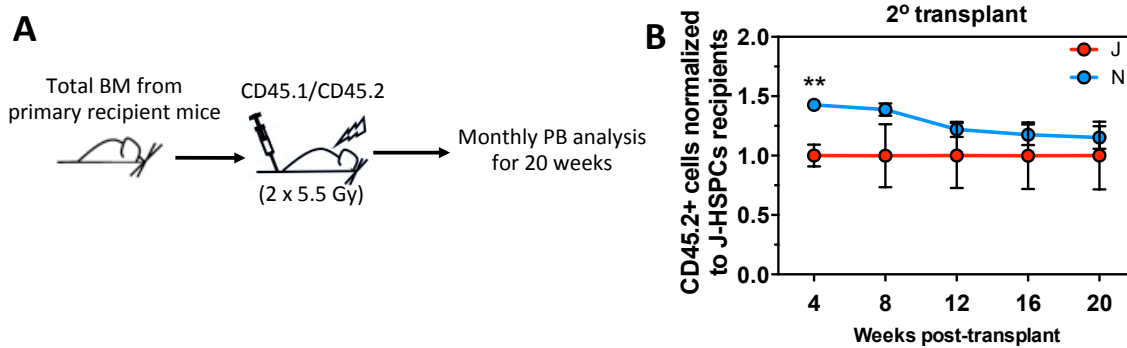 A
Total BM from
primary recipient mice
CD45.1/CD45.2
(2 x 5.5 Gy)
Monthly PB analysis
for 20 weeks
B
2º transplant
CD45.2+ cells normalized
to J-HSPCs recipients
2.0
1.5
1.0
0.5
0.0
**
J
N
4 8 12 16 20
Weeks post-transplant